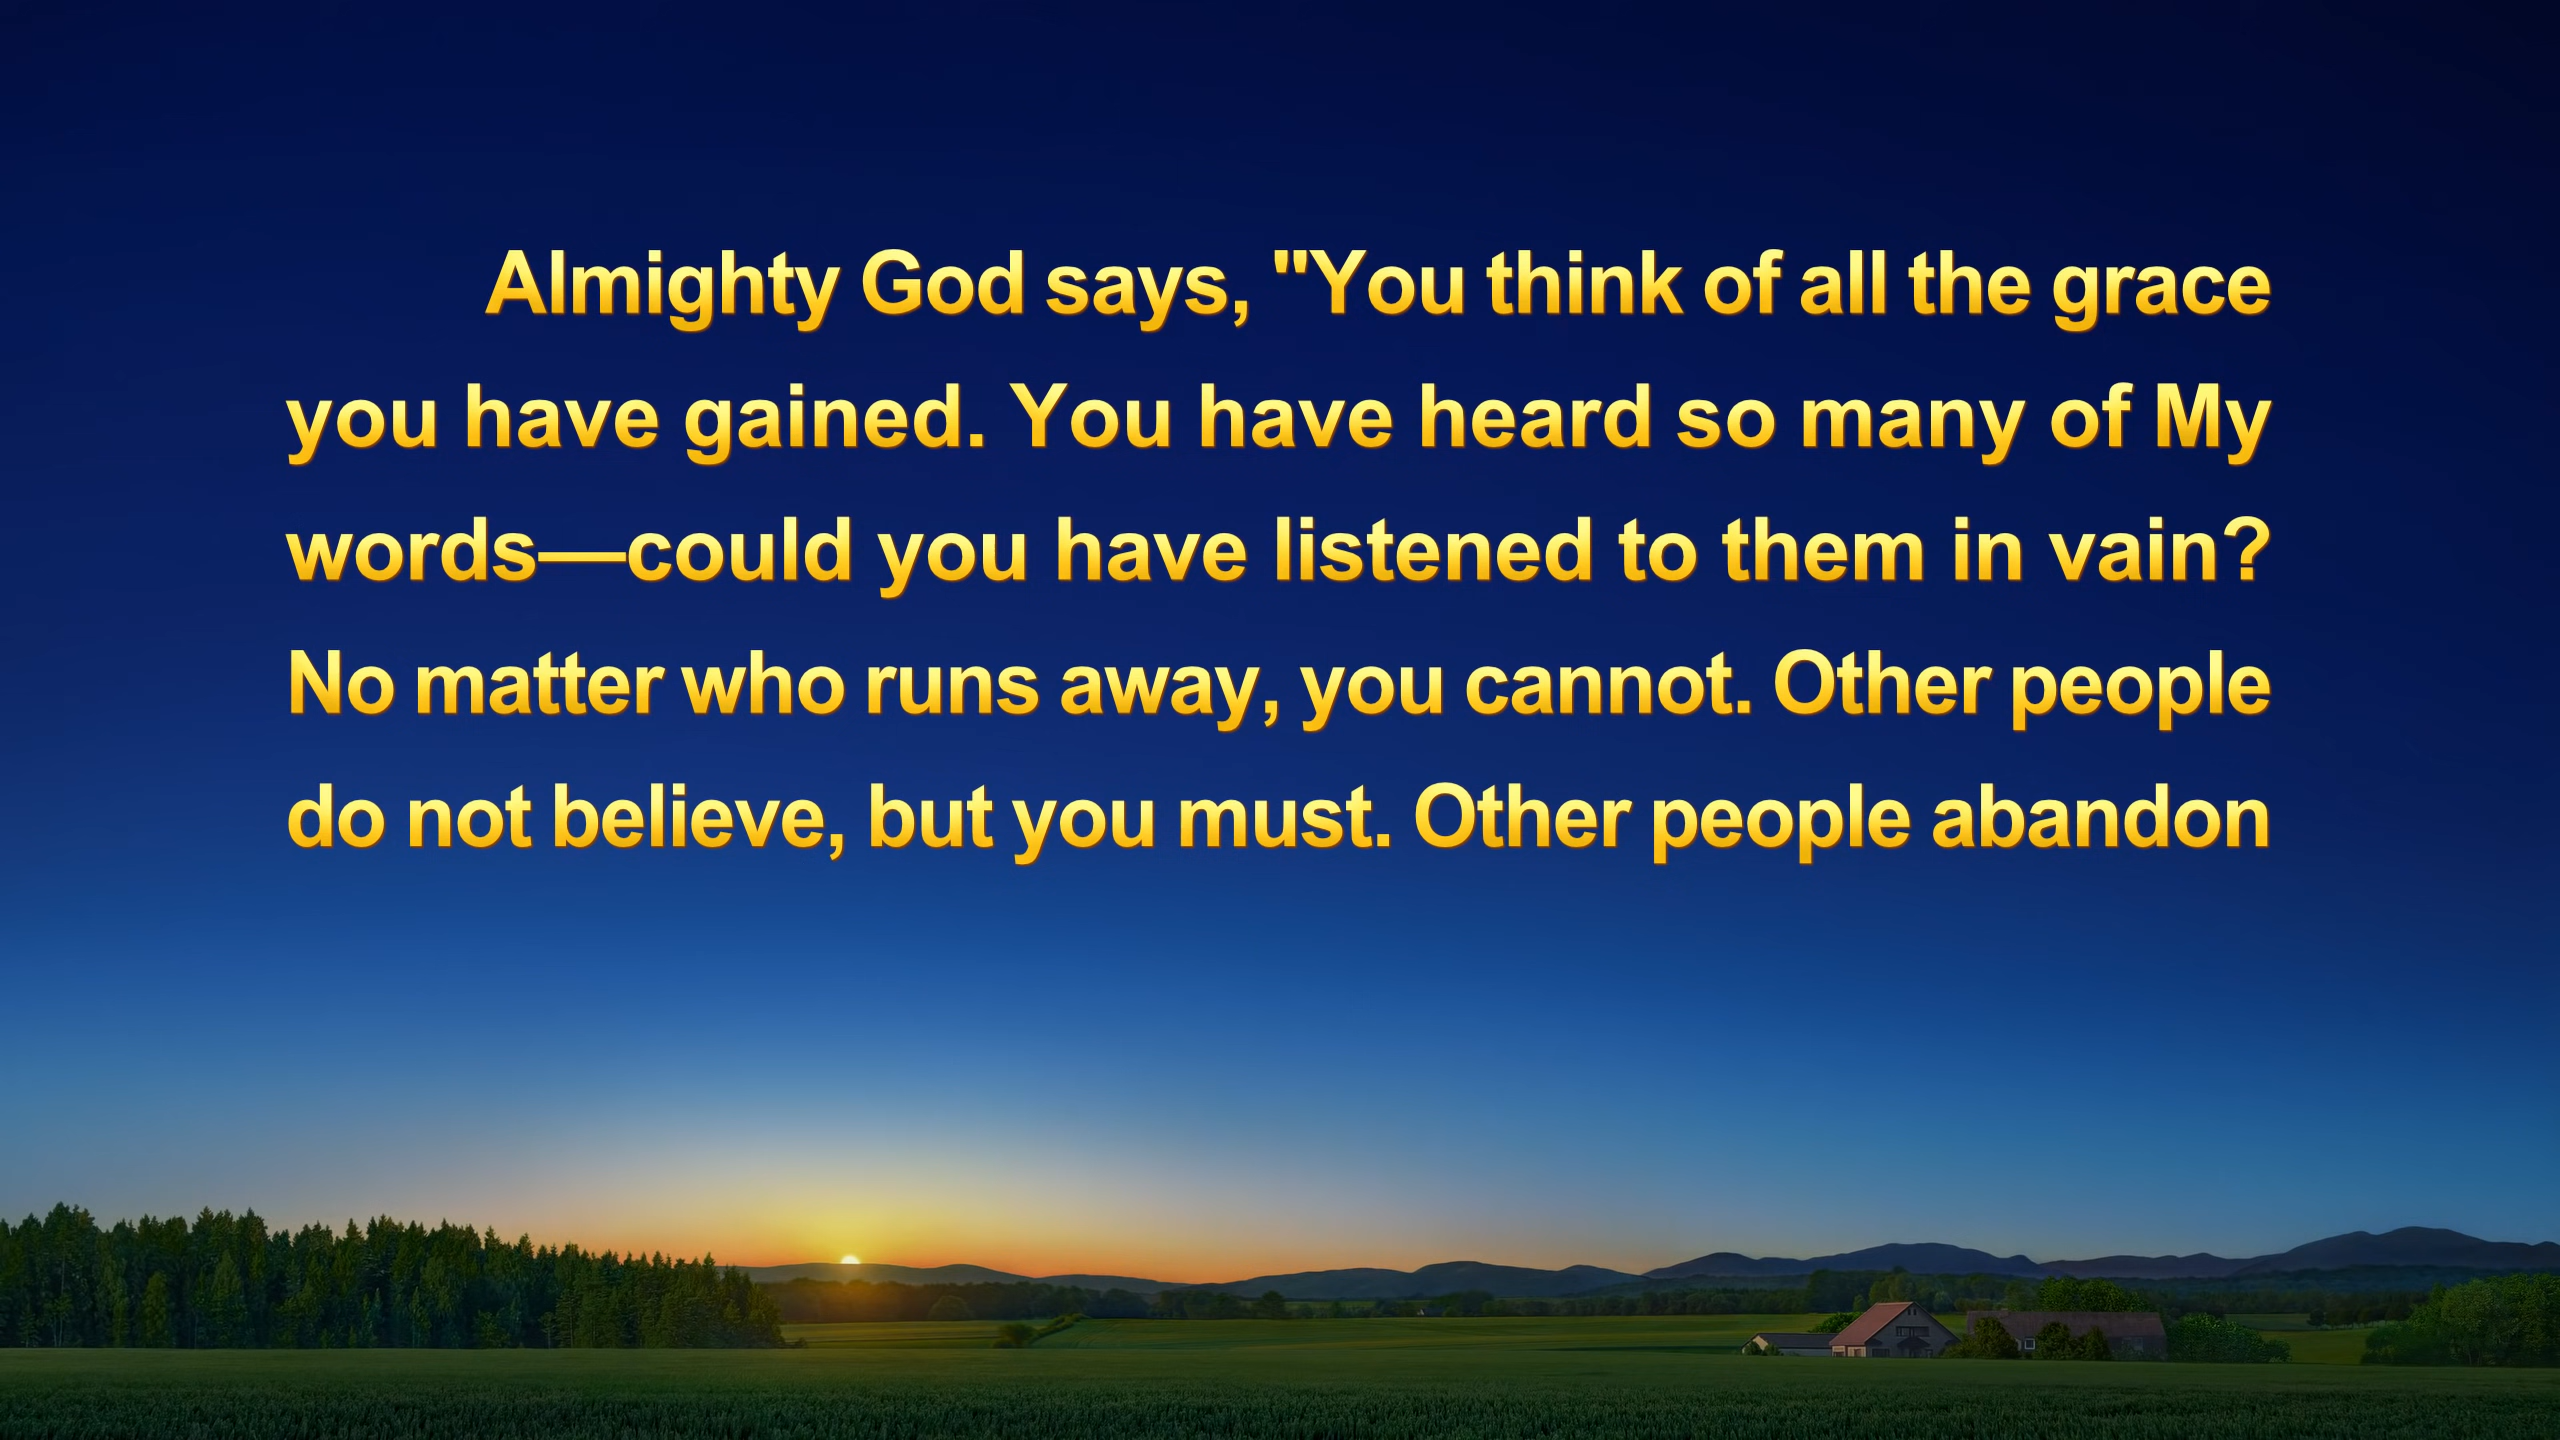 Almighty God says, "You think of all the grace
you have gained. You have heard so many of My
words—could you have listened to them in vain?
No matter who runs away, you cannot. Other people
do not believe, but you must. Other people abandon